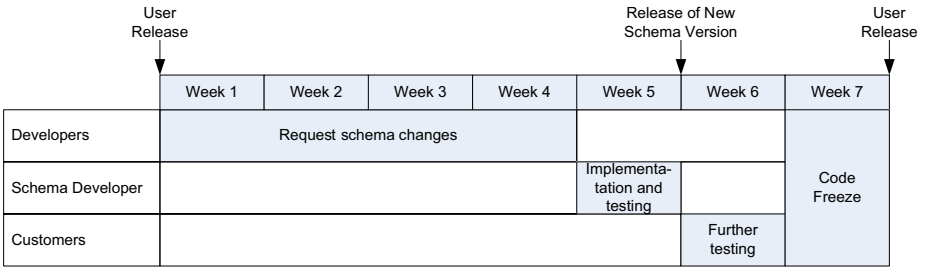 User
Release
Release of New
Schema Version
User
Release
Week 1
Week 2
Week 3
Week 4
Week 5
Week 6
Week 7
Developers
Request schema changes
Schema Developer
Implementa-
tation and
testing
Code
Freeze
Customers
Further
testing